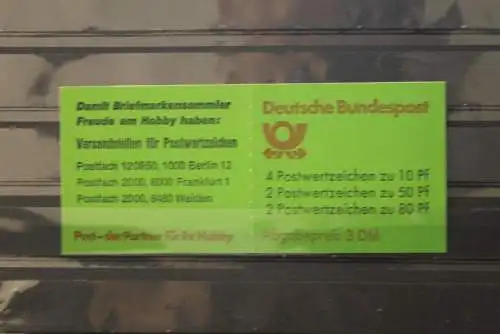 Damit Briefmarkensammler
Freude am Hobby haben:
Versandstellen für Postwertzeichen
Postfach 120950, 1000 Berlin 12
Postfach 2000, 6000 Frankfurt 1
Postfach 2000, 8480 Weiden
Post – der Partner für Ihr Hobby
Deutsche Bundespost
4 Postwertzeichen zu 10 Pf
2 Postwertzeichen zu 50 Pf
2 Postwertzeichen zu 80 Pf
Abgabepreis 3 DM